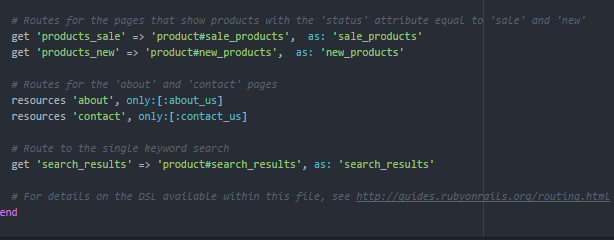 # Routes for the pages that show products with the 'status' attribute equal to 'sale' and 'new'
get 'products_sale' => 'product#sale_products',  as: 'sale_products'
get 'products_new' => 'product#new_products',  as: 'new_products'
# Routes for the 'about' and 'contact' pages
resources 'about', only:[:about_us]
resources 'contact', only:[:contact_us]
# Route to the single keyword search
get 'search_results' => 'product#search_results', as: 'search_results'
# For details on the DSL available within this file, see http://guides.rubyonrails.org/routing.html
end